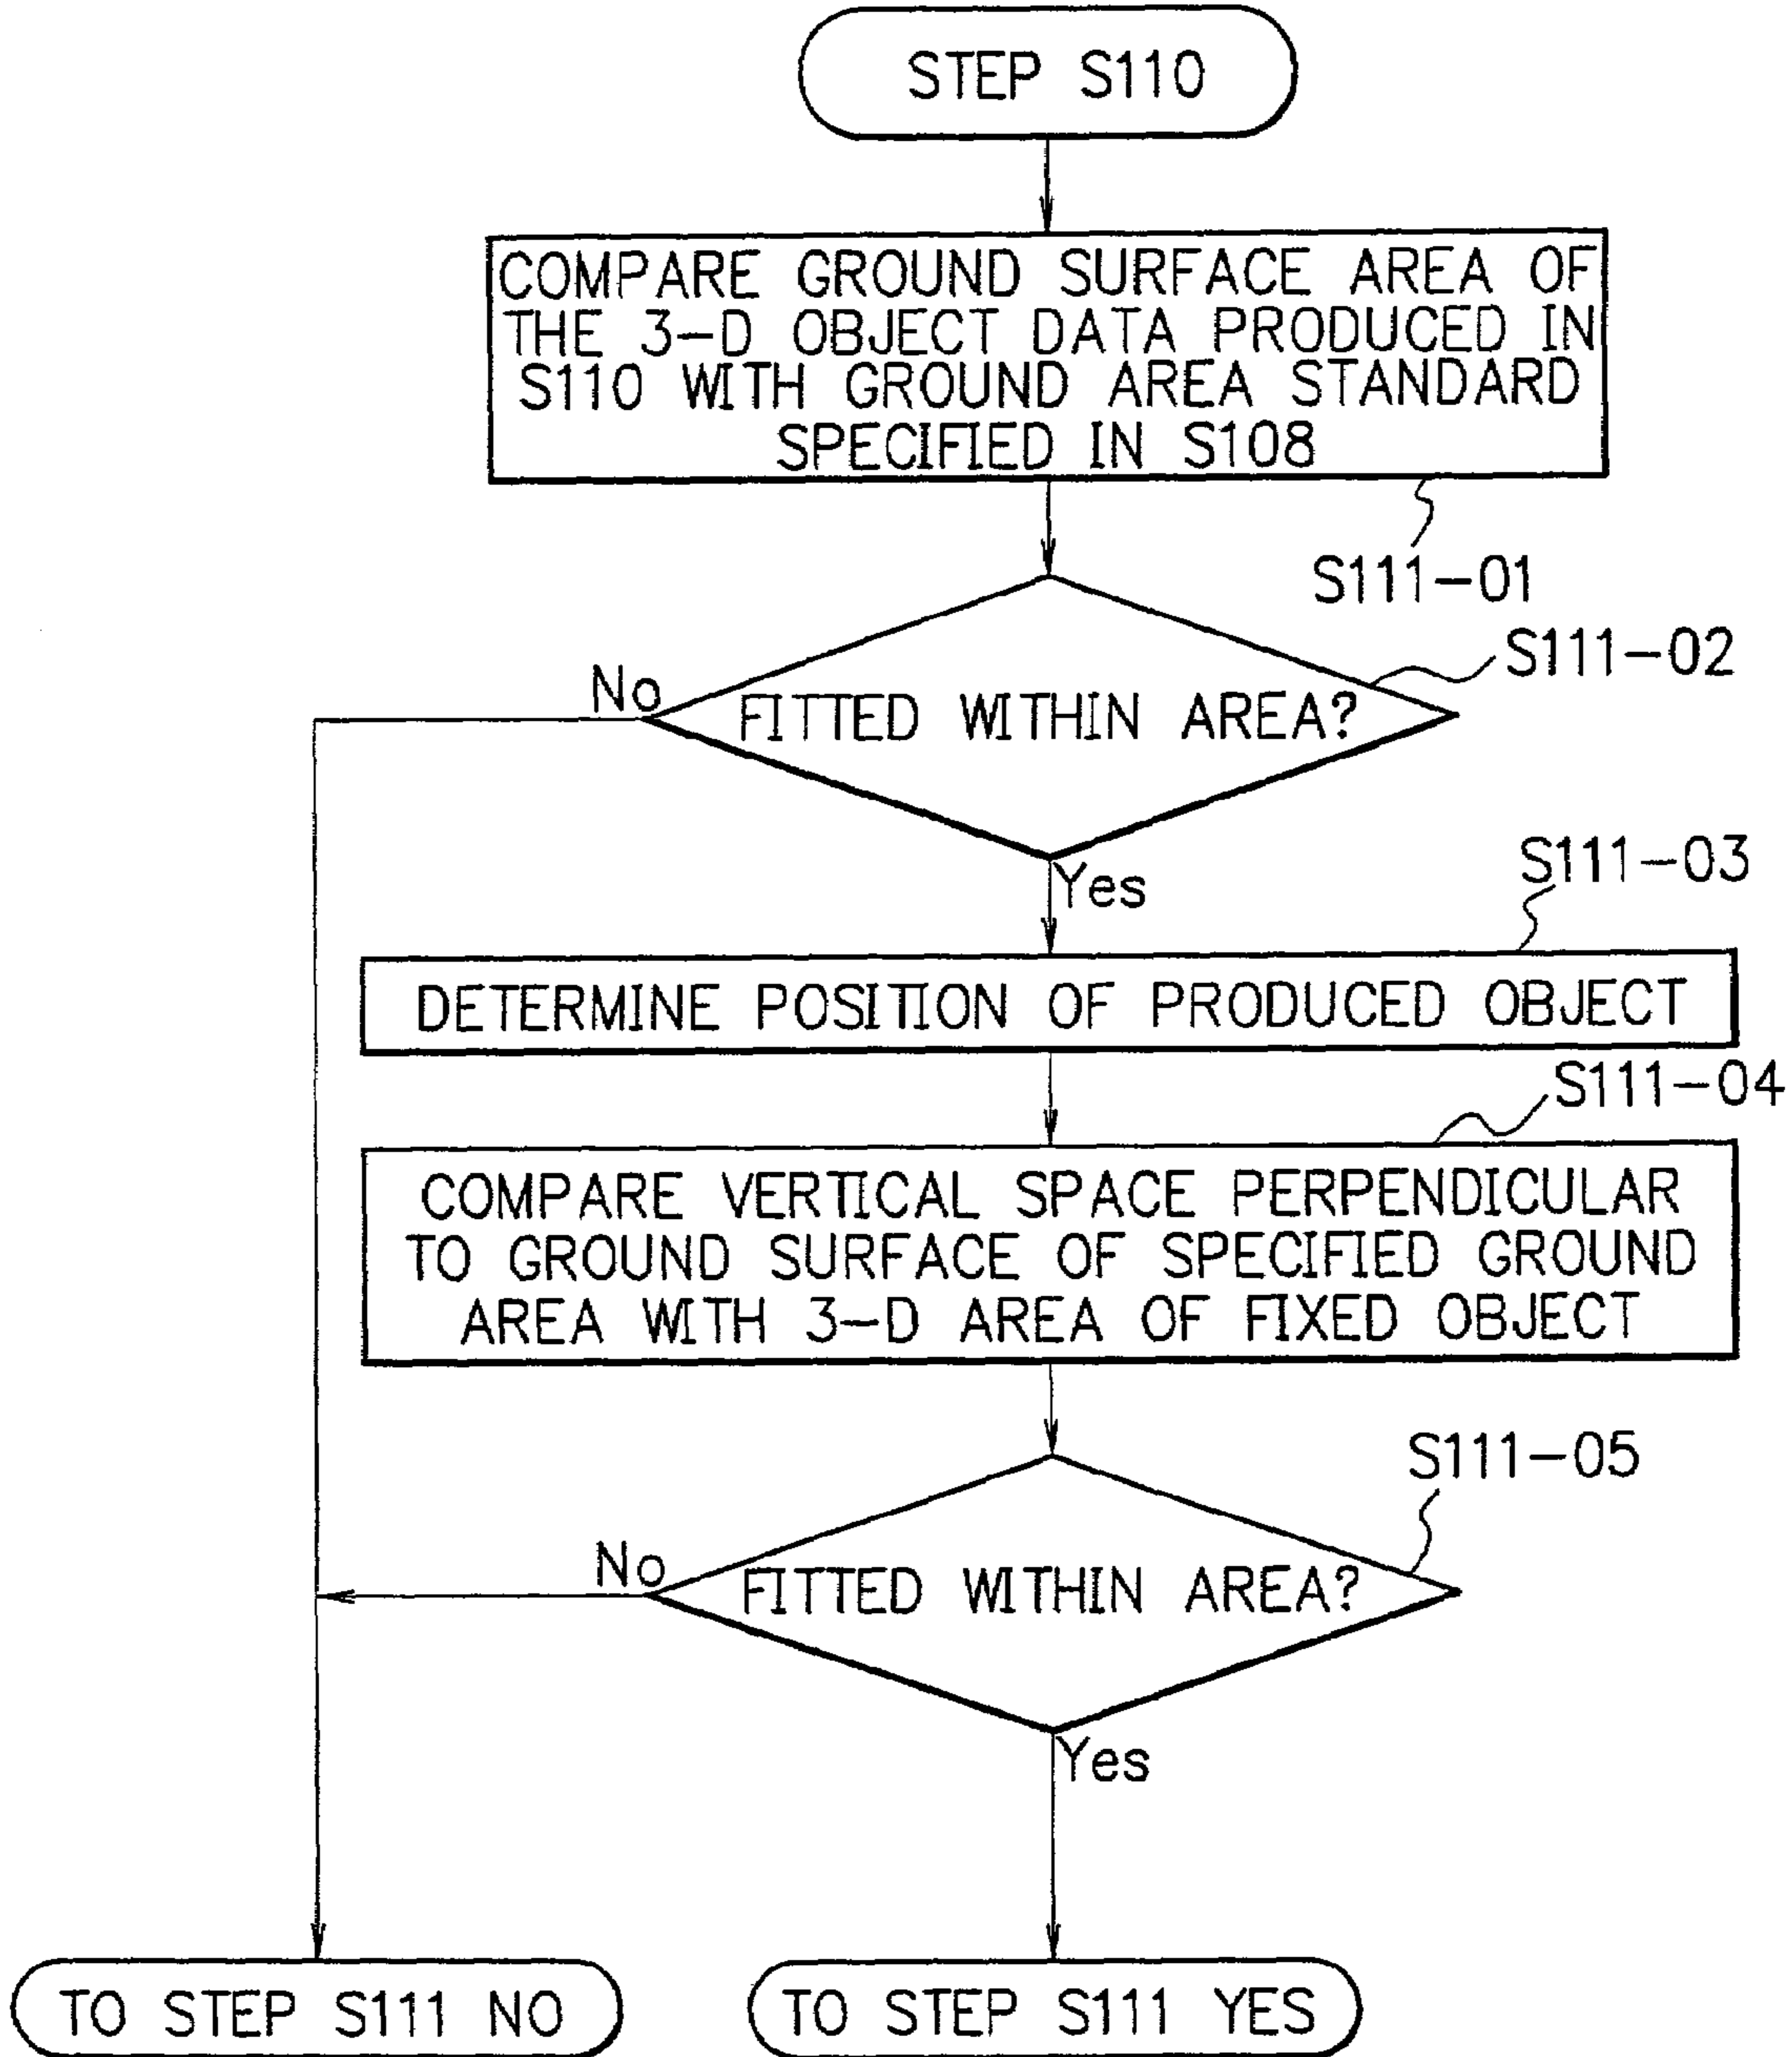 STEP S110
COMPARE GROUND SURFACE AREA OF
THE 3-D OBJECT DATA PRODUCED IN
S110 WITH GROUND AREA STANDARD
SPECIFIED IN S108
S111-01
S111-02
No
FITTED WITHIN AREA?
Yes
S111-03
DETERMINE POSITION OF PRODUCED OBJECT
S111-04
COMPARE VERTICAL SPACE PERPENDICULAR
TO GROUND SURFACE OF SPECIFIED GROUND
AREA WITH 3-D AREA OF FIXED OBJECT
S111-05
No
FITTED WITHIN AREA?
Yes
TO STEP S111 NO
TO STEP S111 YES